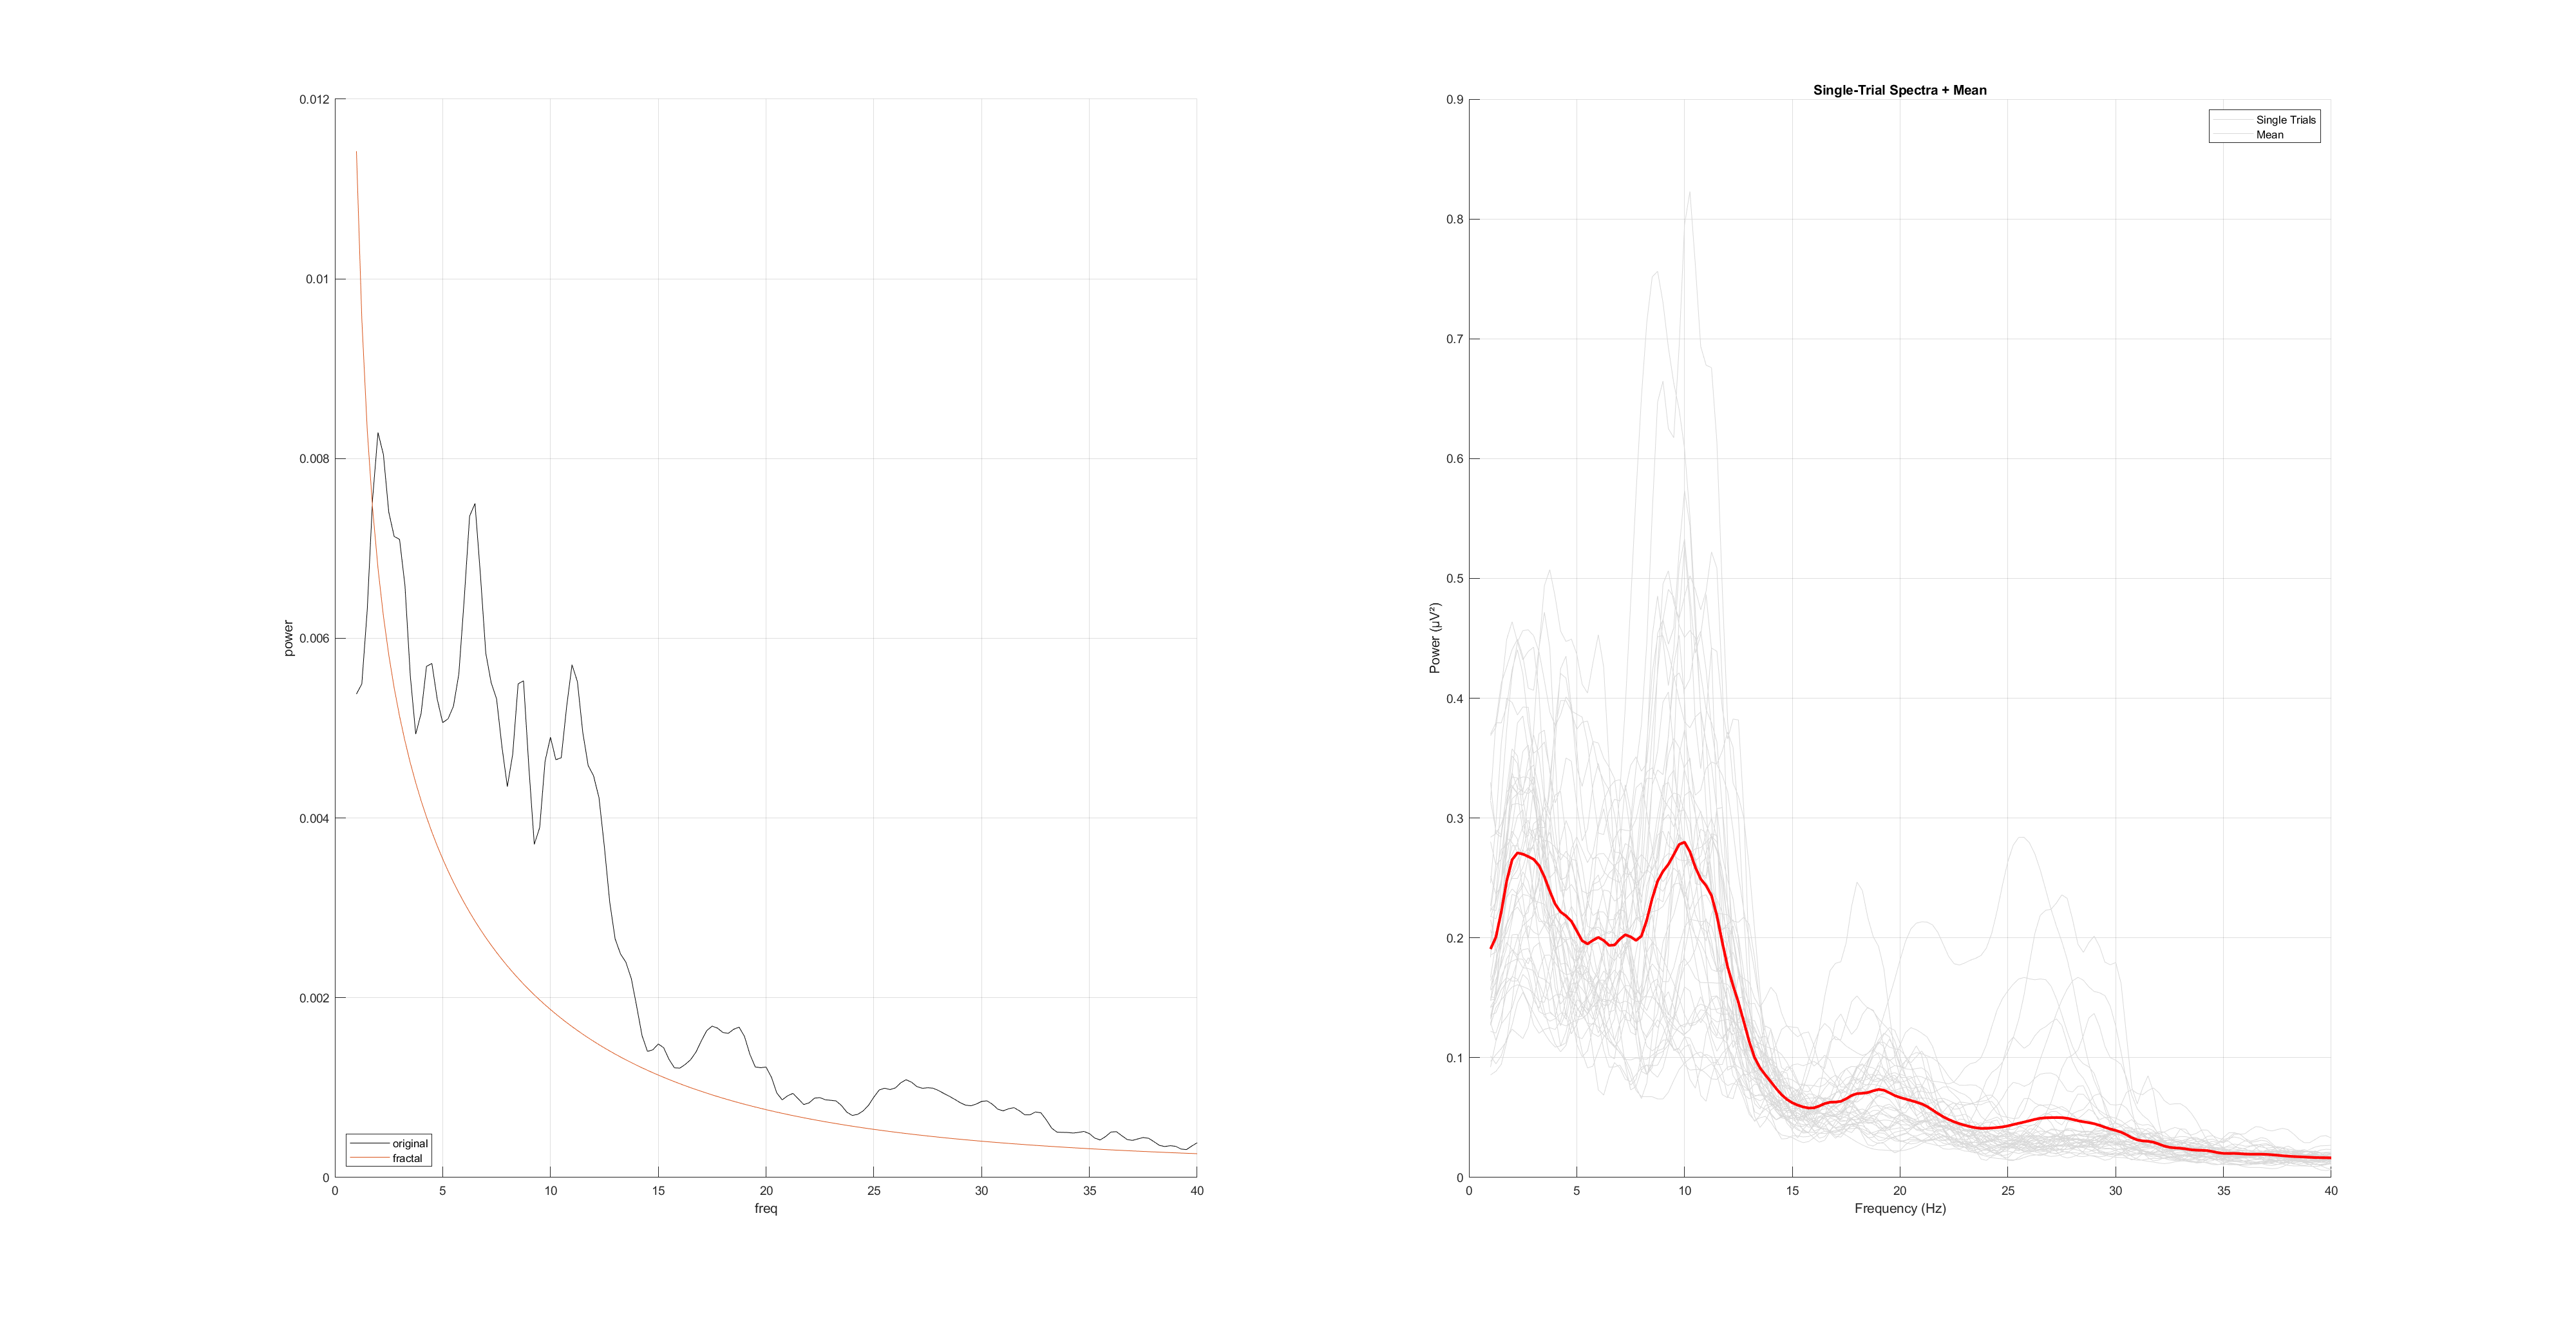 0.012
0.01
0.008
0.006
0.004
0.002
0
power
original
fractal
0 5 10 15 20 25 30 35 40
freq
Single-Trial Spectra + Mean
Single Trials
Mean
0.9
0.8
0.7
0.6
0.5
0.4
0.3
0.2
0.1
0
Power (µV²)
0 5 10 15 20 25 30 35 40
Frequency (Hz)